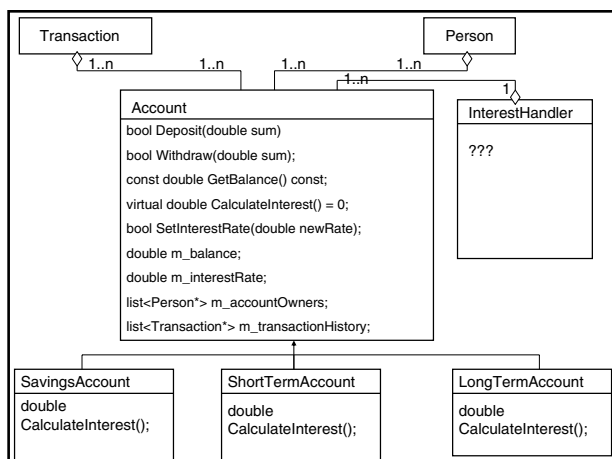 Transaction
Person
1..n
1..n
1..n
1..n
1..n
1
Account
bool Deposit(double sum)
bool Withdraw(double sum);
const double GetBalance() const;
virtual double CalculateInterest() = 0;
bool SetInterestRate(double newRate);
double m_balance;
double m_interestRate;
list<Person*> m_accountOwners;
list<Transaction*> m_transactionHistory;
InterestHandler
???
SavingsAccount
double
CalculateInterest();
ShortTermAccount
double
CalculateInterest();
LongTermAccount
double
CalculateInterest();